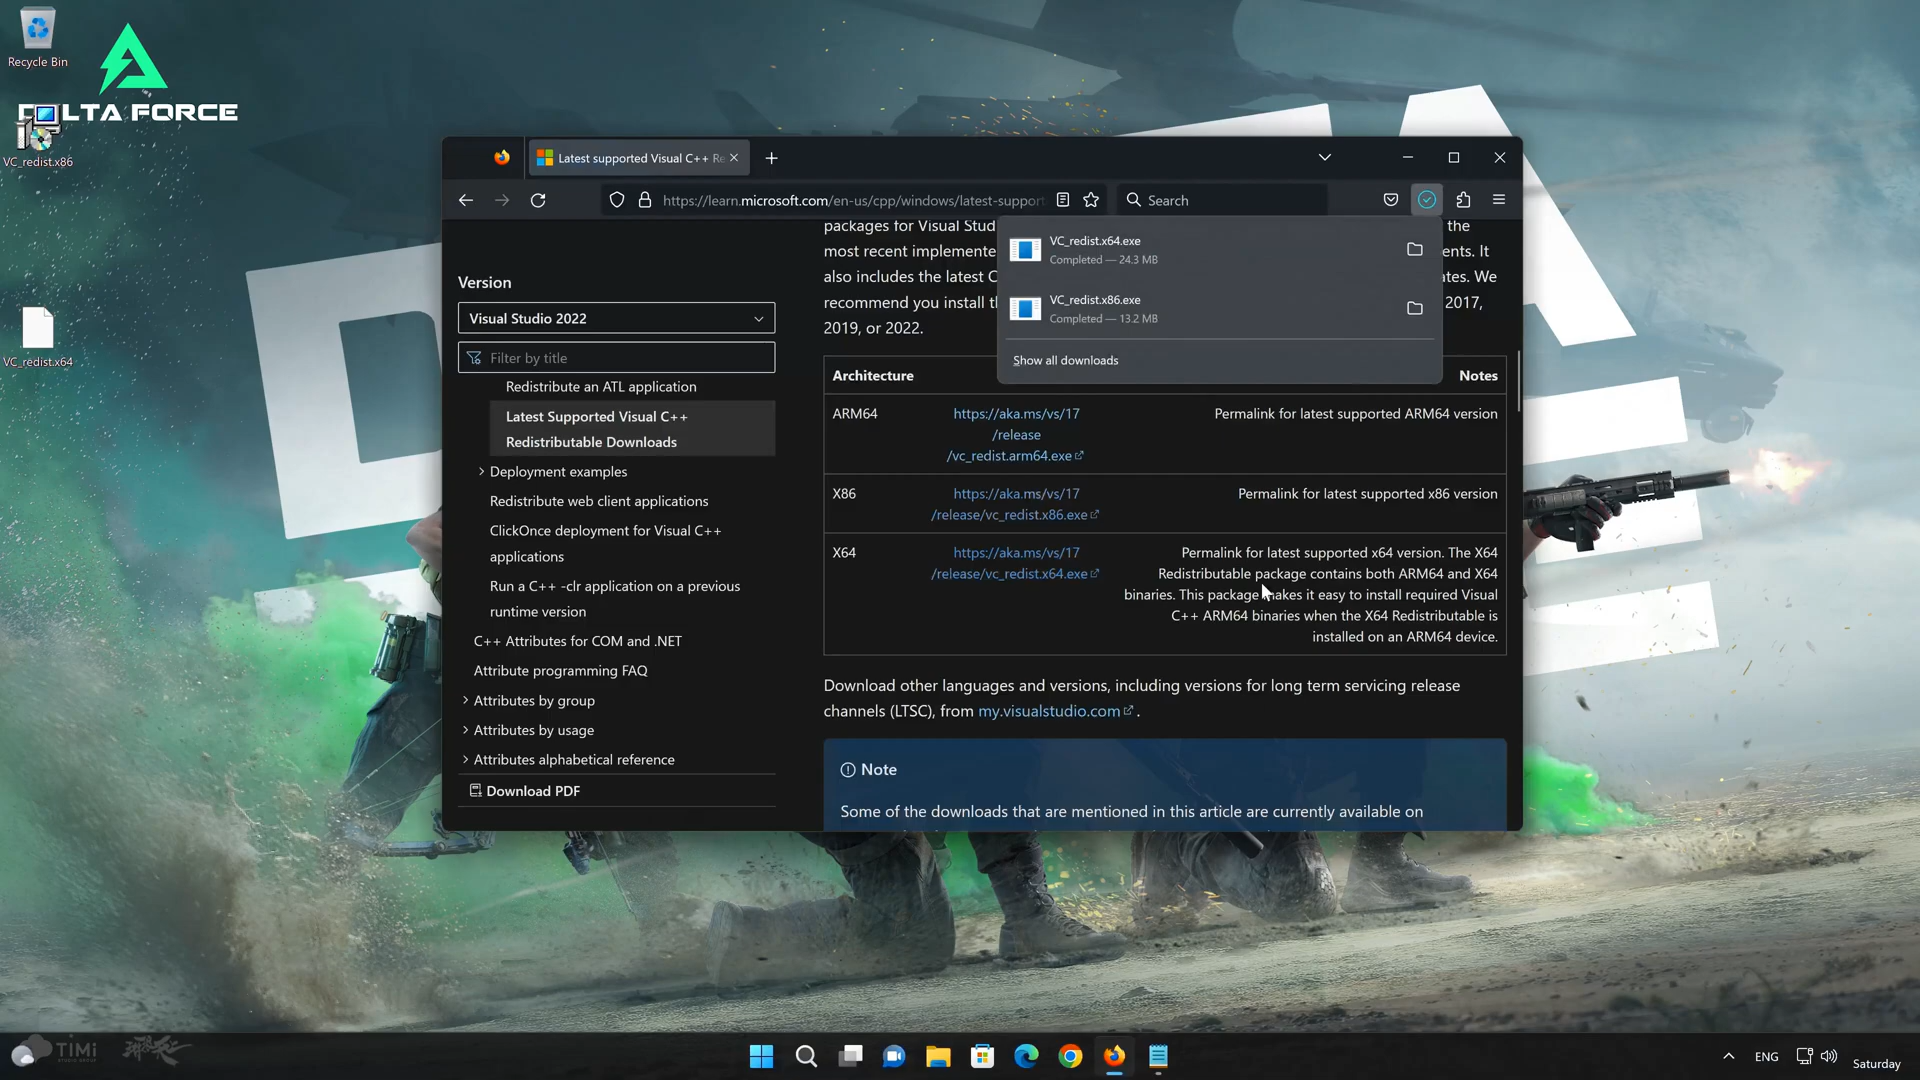 Recycle Bin
DELTA FORCE
VC_redist.x86
VC_redist.x64
Latest supported Visual C++ Re
https://learn.microsoft.com/en-us/cpp/windows/latest-support
Search
VC_redist.x64.exe
Completed — 24.3 MB
VC_redist.x86.exe
Completed — 13.2 MB
Show all downloads
Version
Visual Studio 2022
Filter by title
Redistribute an ATL application
Latest Supported Visual C++
Redistributable Downloads
Deployment examples
Redistribute web client applications
ClickOnce deployment for Visual C++
applications
Run a C++ -clr application on a previous
runtime version
C++ Attributes for COM and .NET
Attribute programming FAQ
Attributes by group
Attributes by usage
Attributes alphabetical reference
Download PDF
packages for Visual Stud the
most recent implemente ents. It
also includes the latest C ates. We
recommend you install th 2017,
2019, or 2022.
Architecture Notes
ARM64 https://aka.ms/vs/17 Permalink for latest supported ARM64 version
/release
/vc_redist.arm64.exe
X86 https://aka.ms/vs/17 Permalink for latest supported x86 version
/release/vc_redist.x86.exe
X64 https://aka.ms/vs/17 Permalink for latest supported x64 version. The X64
/release/vc_redist.x64.exe Redistributable package contains both ARM64 and X64
binaries. This package makes it easy to install required Visual
C++ ARM64 binaries when the X64 Redistributable is
installed on an ARM64 device.
Download other languages and versions, including versions for long term servicing release
channels (LTSC), from my.visualstudio.com .
Note
Some of the downloads that are mentioned in this article are currently available on
TiMi
ENG
Saturday